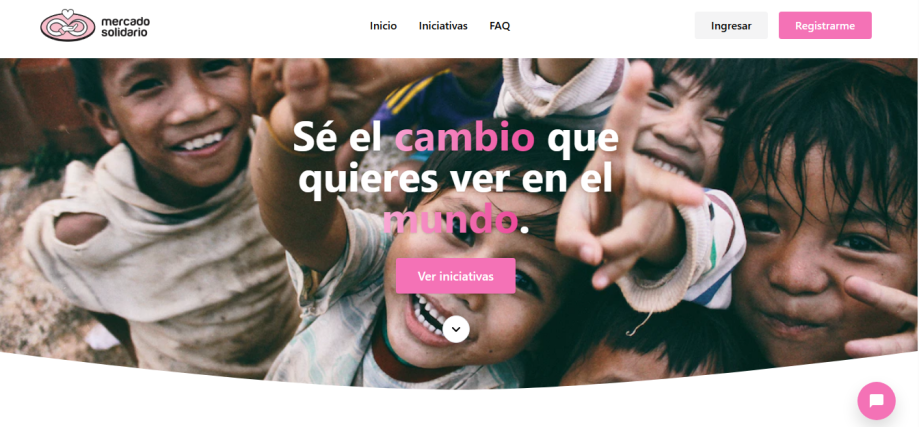 mercado
solidario
Inicio Iniciativas FAQ Ingresar Registrarme
Sé el cambio que
quieres ver en el
mundo.
Ver iniciativas